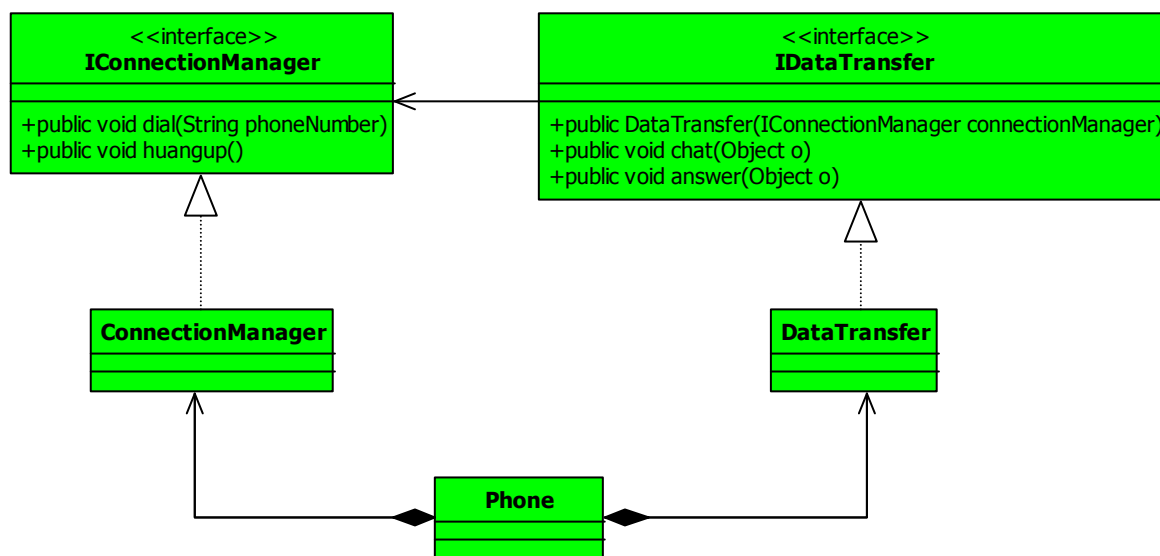 <<interface>>
IConnectionManager
+public void dial(String phoneNumber)
+public void huangup()
<<interface>>
IDataTransfer
+public DataTransfer(IConnectionManager connectionManager)
+public void chat(Object o)
+public void answer(Object o)
ConnectionManager
DataTransfer
Phone